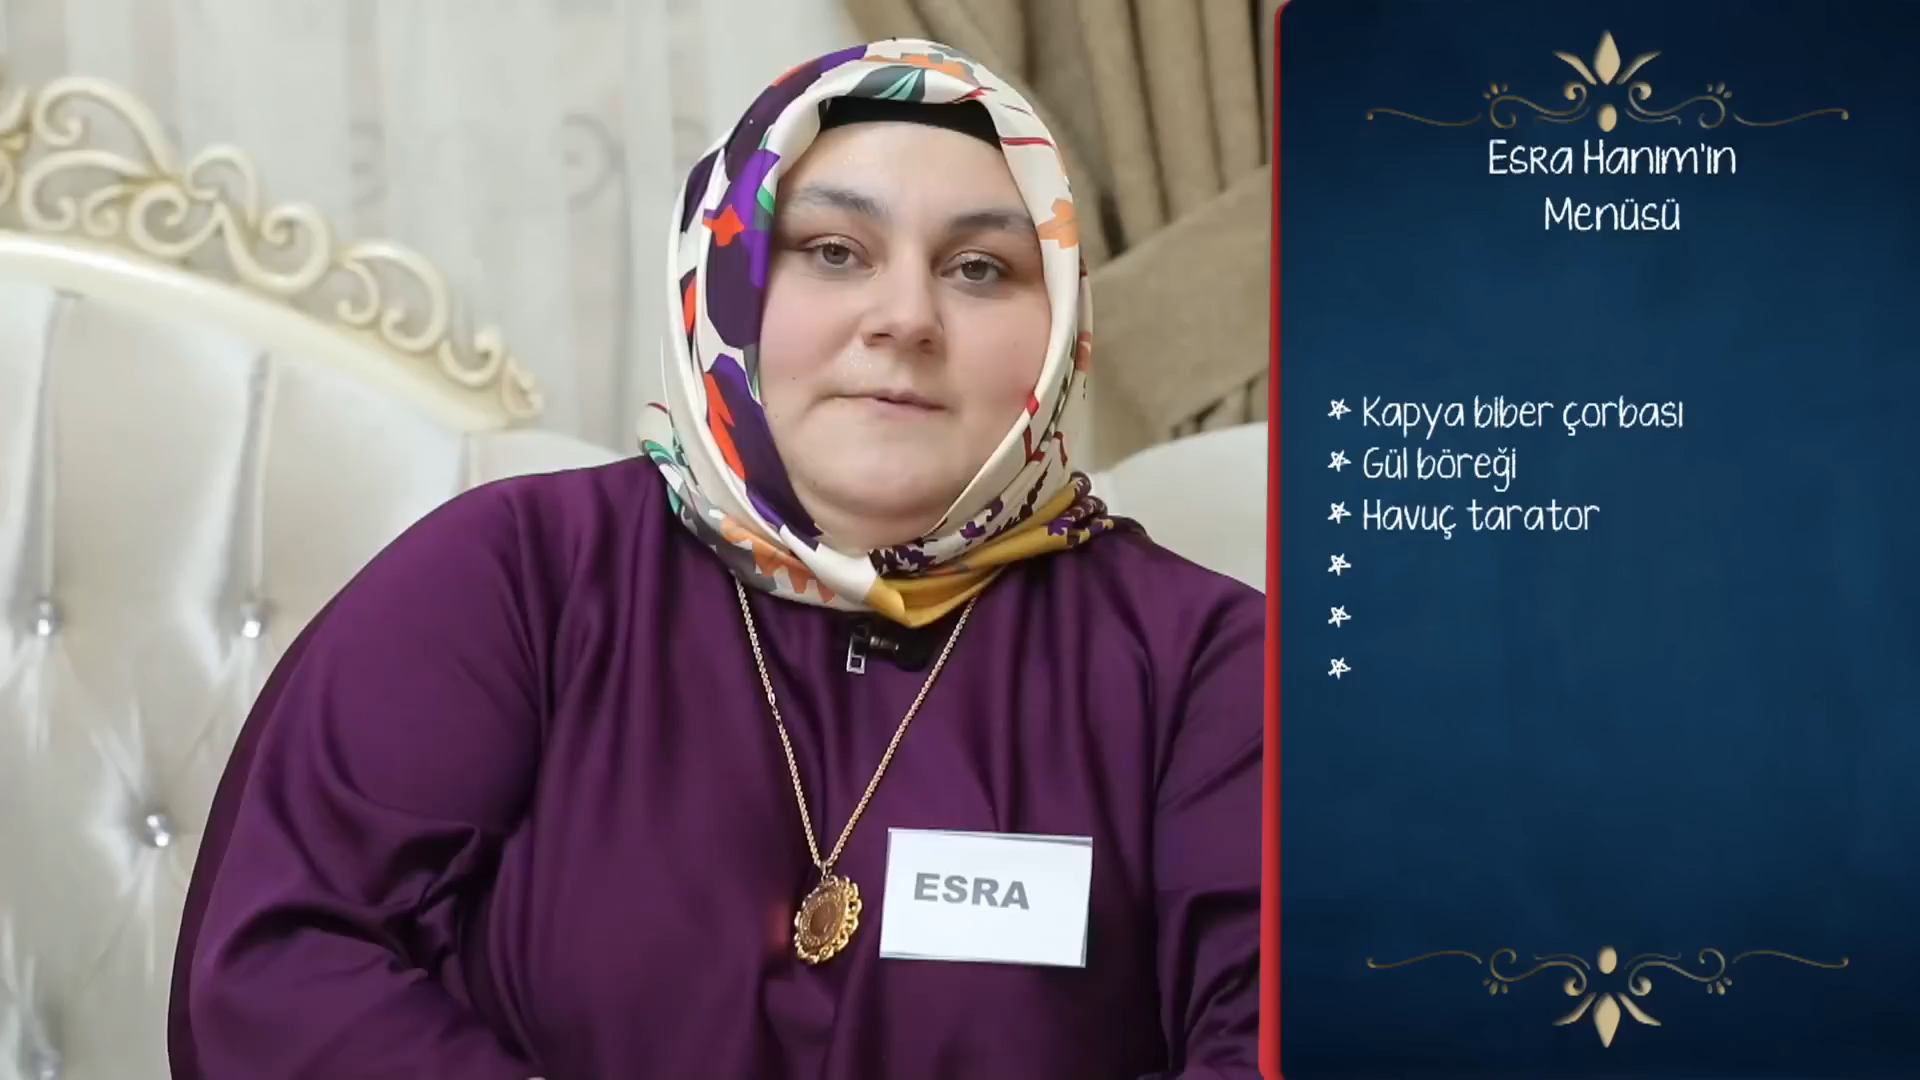 Esra Hanım'ın
Menüsü
Kapya biber çorbası
Gül böreği
Havuç tarator
ESRA